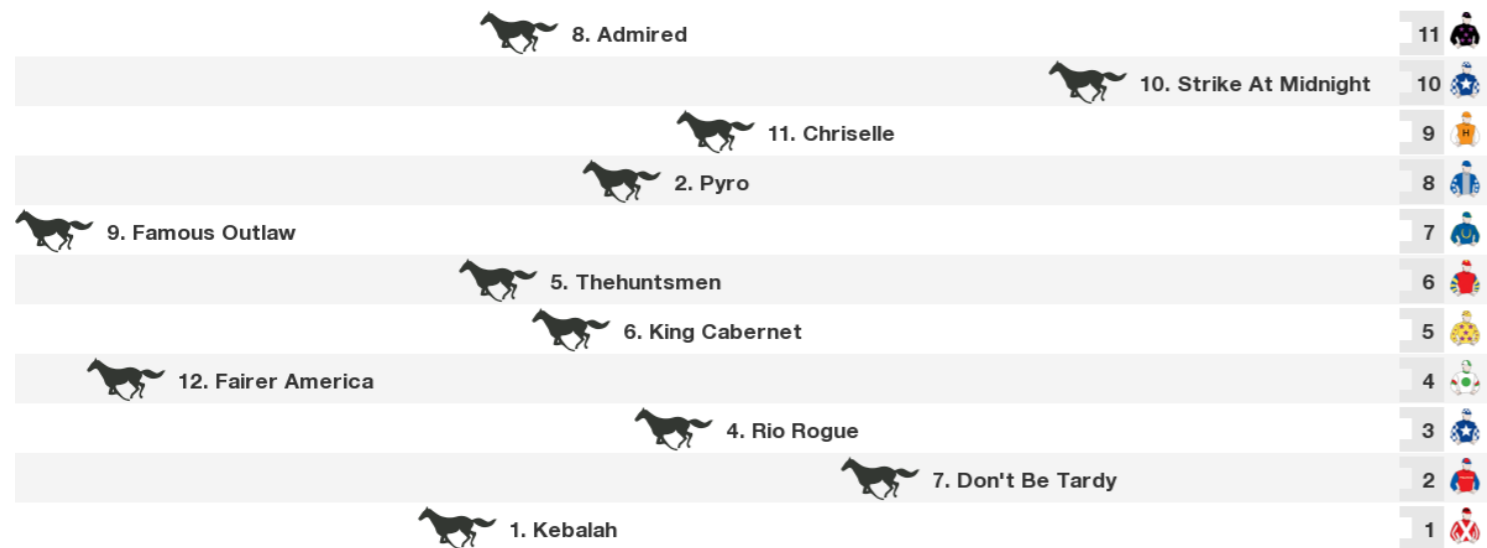 8. Admired 11
10. Strike At Midnight 10
11. Chriselle 9
H
2. Pyro 8
9. Famous Outlaw 7
5. Thehuntsmen 6
6. King Cabernet 5
12. Fairer America 4
4. Rio Rogue 3
7. Don't Be Tardy 2
1. Kebalah 1